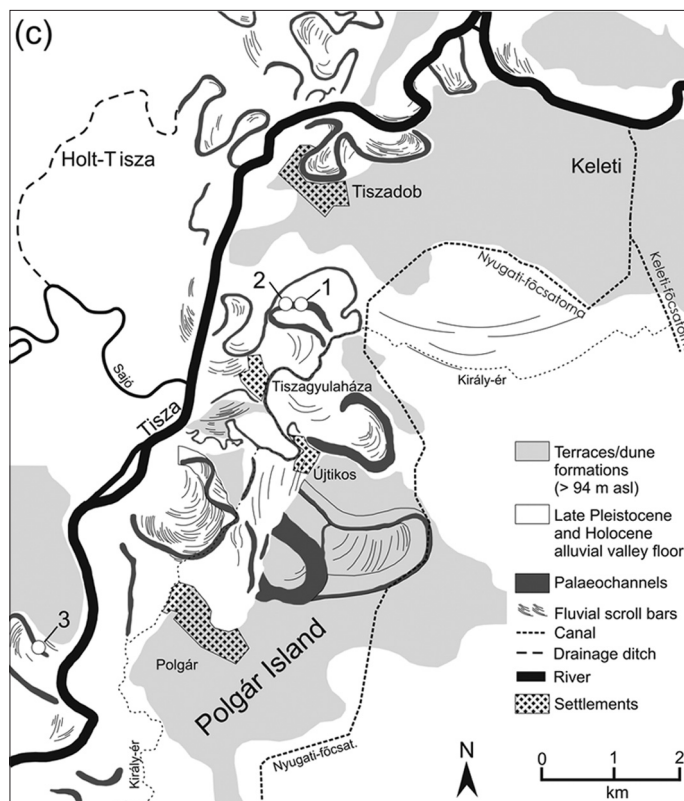 (c)
Holt-Tisza
Keleti
Tiszadob
Nyugati-főcsatorna
Keleti-főcsatorna
2
1
Király-ér
Sajó
Tiszagyulaháza
Tisza
Újtikos
Terraces/dune
formations
(> 94 m asl)
Late Pleistocene
and Holocene
alluvial valley floor
Palaeochannels
Fluvial scroll bars
Canal
Drainage ditch
River
Settlements
3
Polgár
Polgár Island
Király-ér
Nyugati-főcsat.
N
0
1
2
km